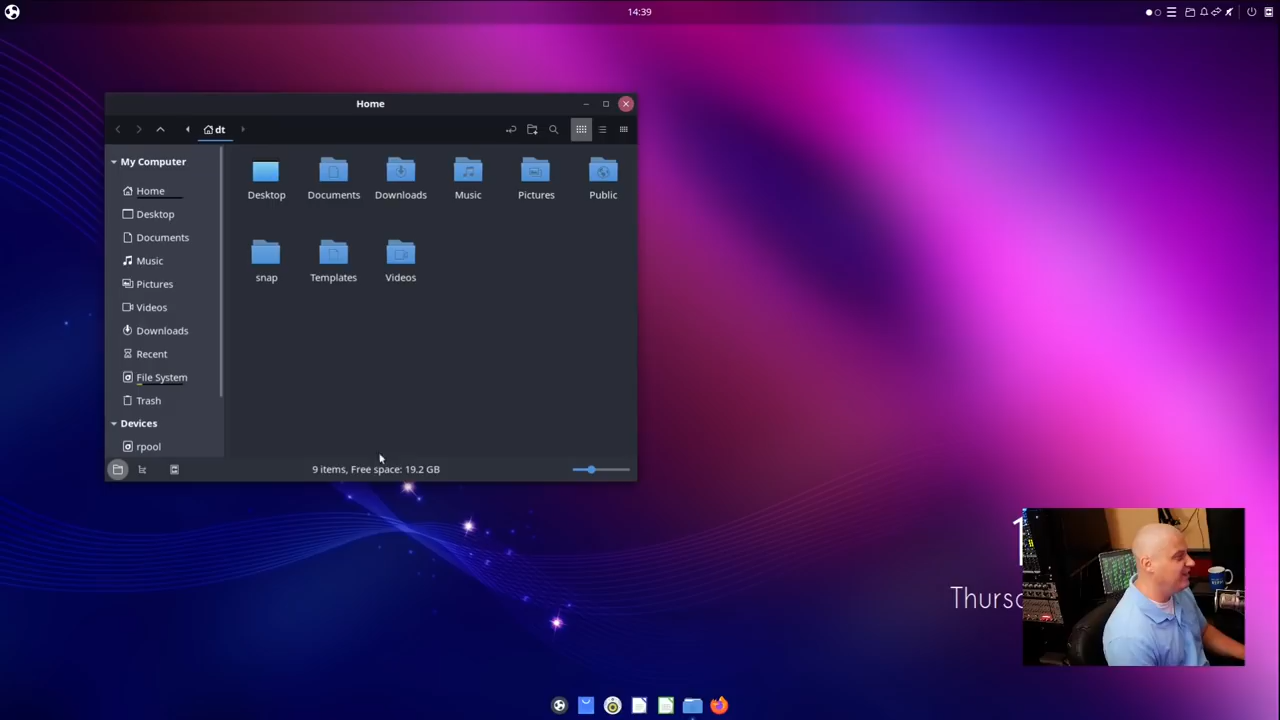 14:39
Home
dt
My Computer
Home
Desktop
Documents
Music
Pictures
Videos
Downloads
Recent
File System
Trash
Devices
rpool
Desktop
Documents
Downloads
Music
Pictures
Public
snap
Templates
Videos
9 items, Free space: 19.2 GB
Thurs